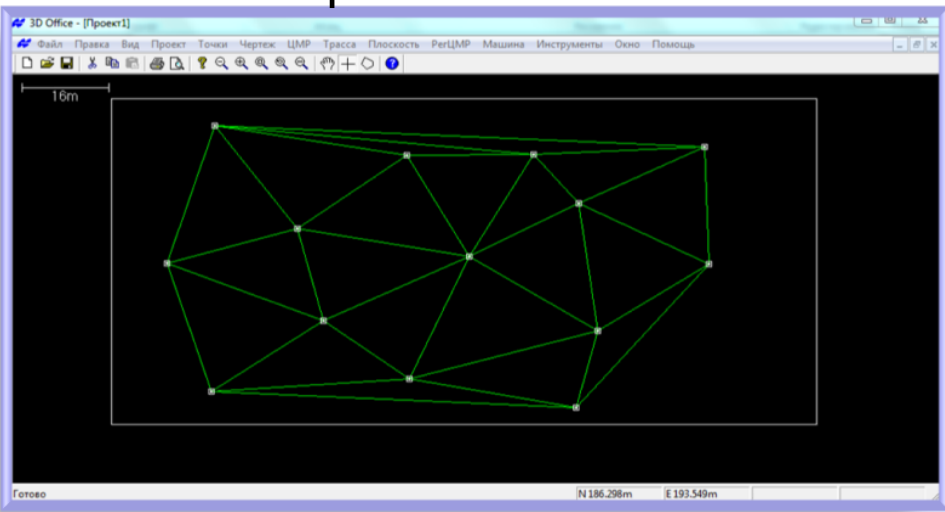 3D Office - [Проект1]
Файл Правка Вид Проект Точки Чертеж ЦМР Трасса Плоскость РегЦМР Машина Инструменты Окно Помощь
16m
Готово N 186.298m E 193.549m